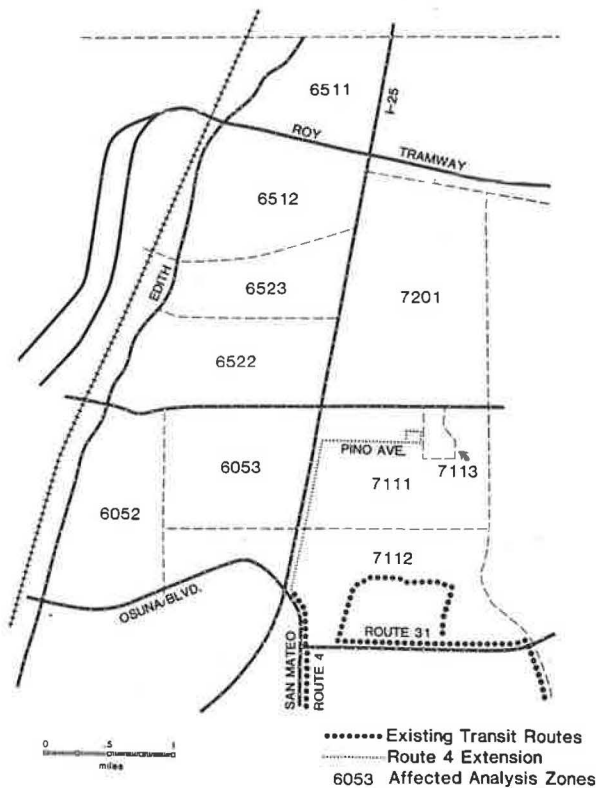 6511
I-25
ROY
TRAMWAY
6512
EDITH
6523
7201
6522
PINO AVE.
6053
7111
7113
6052
7112
OSUNA BLVD.
ROUTE 31
SAN MATEO
ROUTE 4
0 .5 1
miles
Existing Transit Routes
Route 4 Extension
6053 Affected Analysis Zones